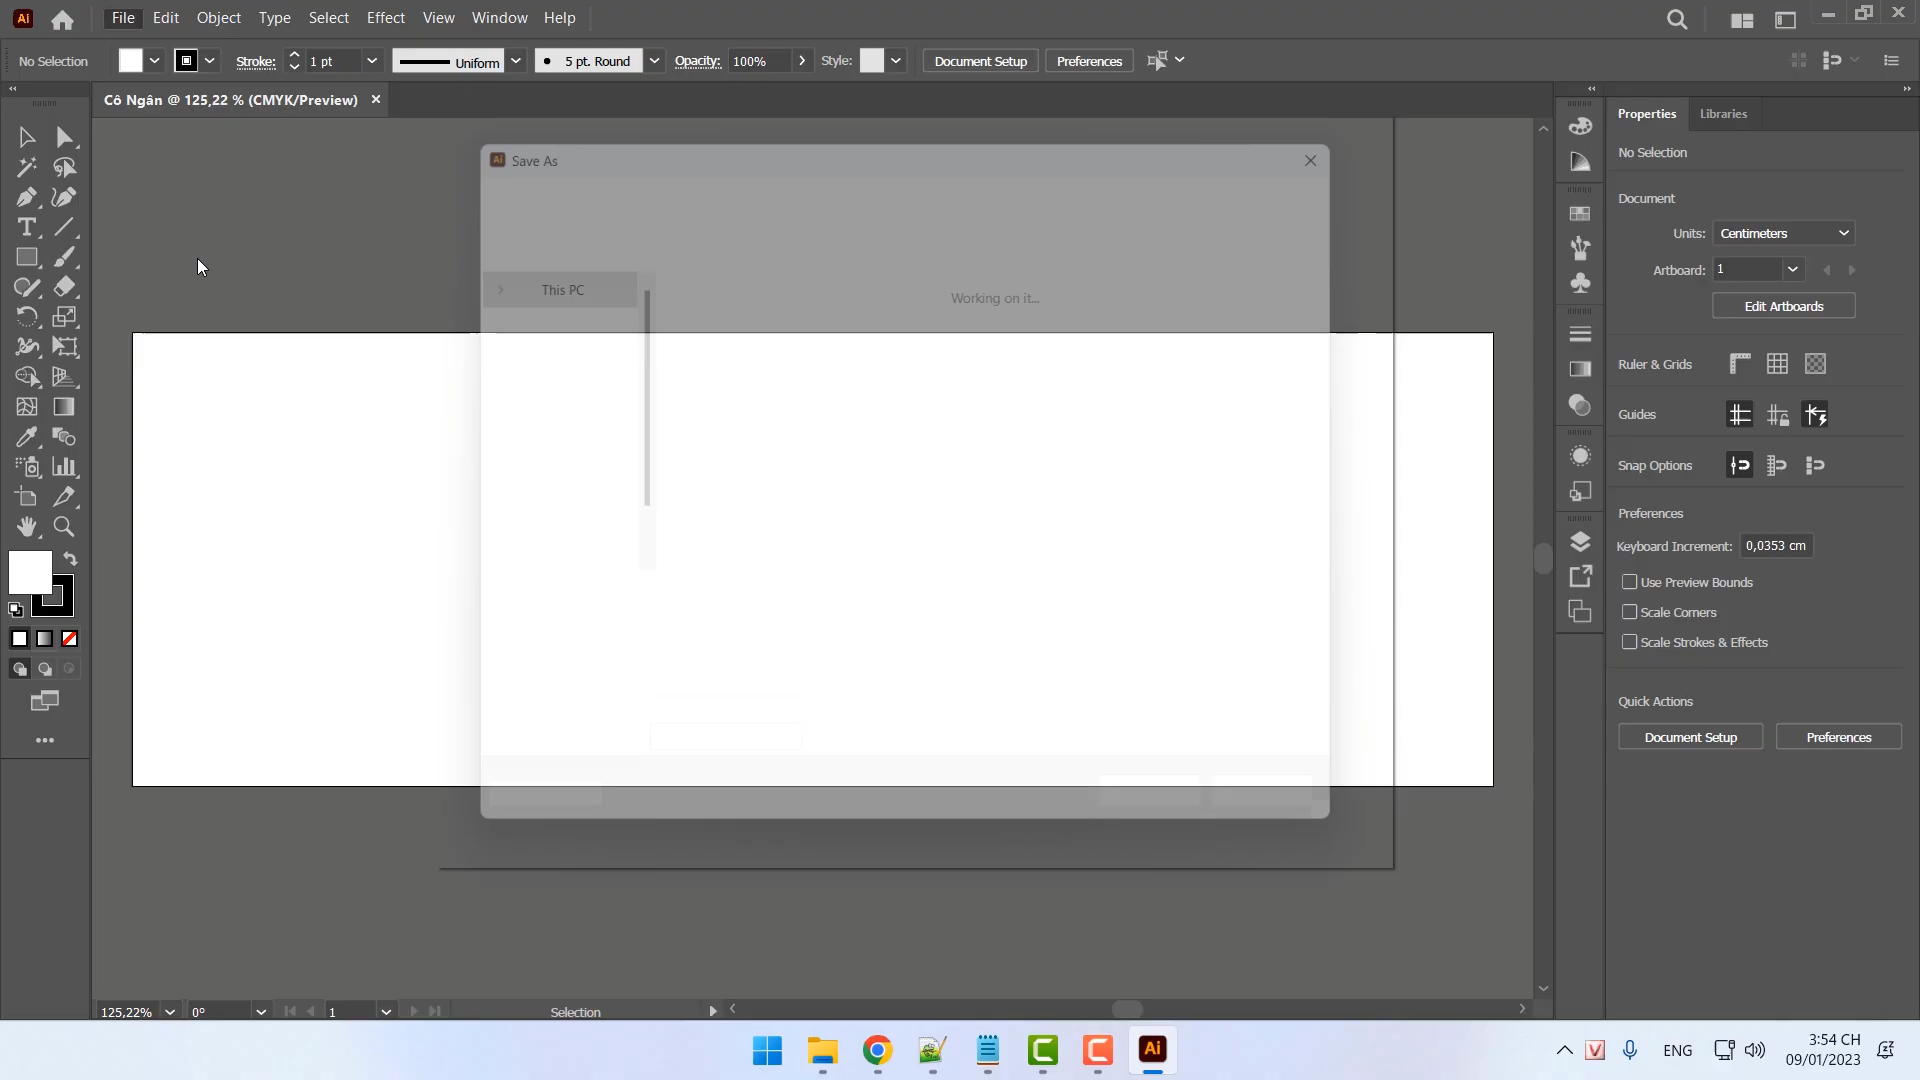 Ai
File Edit Object Type Select Effect View Window Help
No Selection
Stroke:
1 pt
Uniform
5 pt. Round
Opacity:
100%
Style:
Document Setup
Preferences
Cô Ngân @ 125,22 % (CMYK/Preview)
Properties
Libraries
Ai Save As
This PC
Working on it...
No Selection
Document
Units:
Centimeters
Artboard:
1
Edit Artboards
Ruler & Grids
Guides
Snap Options
Preferences
Keyboard Increment:
0,0353 cm
Use Preview Bounds
Scale Corners
Scale Strokes & Effects
Quick Actions
Document Setup
Preferences
125,22%
0°
1
Selection
Ai
V
ENG
3:54 CH
09/01/2023